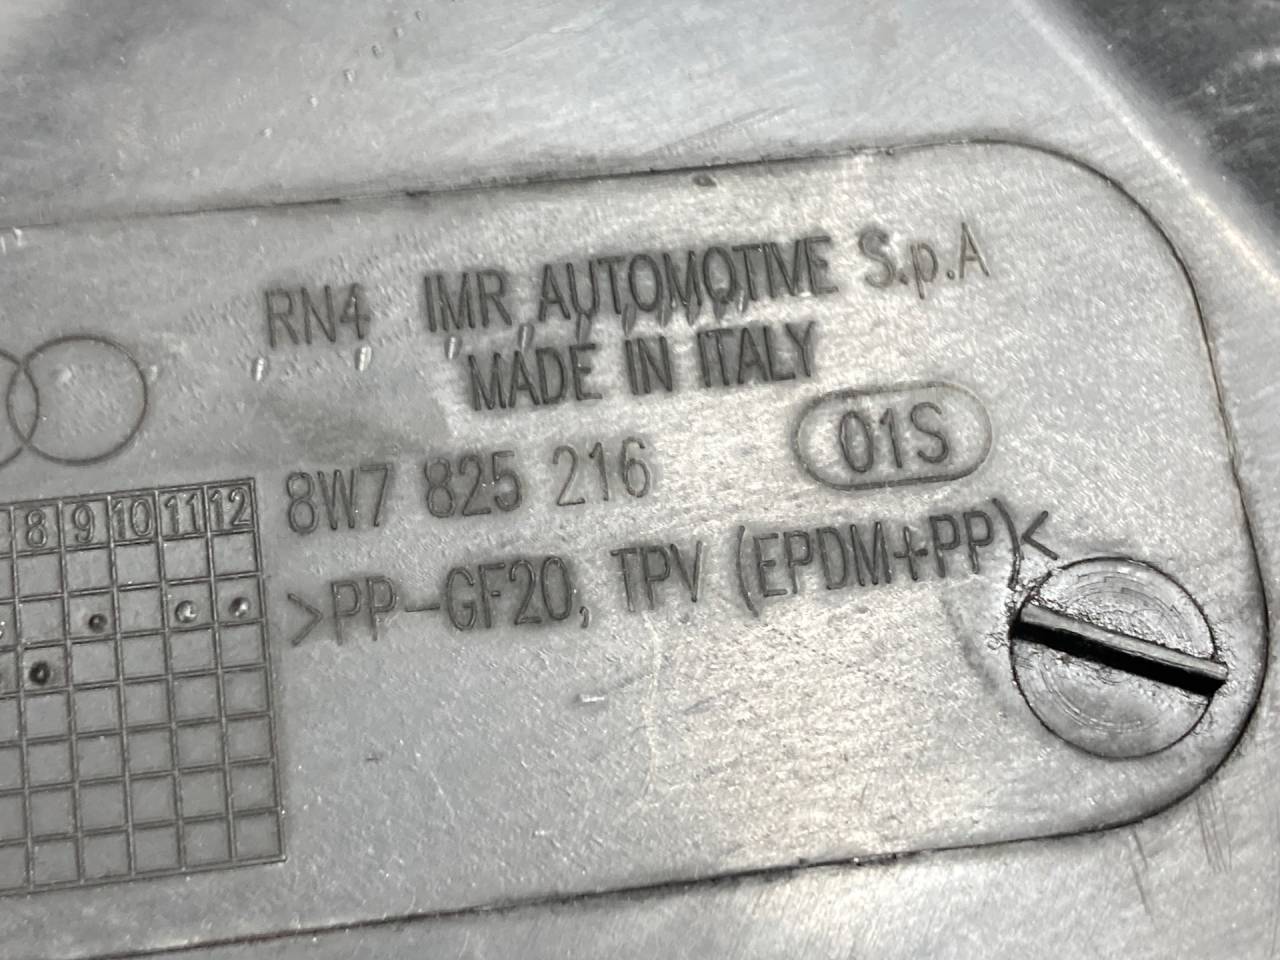 RN4 IMR AUTOMOTIVE S.p.A
MADE IN ITALY
8W7 825 216 01S
>PP-GF20, TPV (EPDM+PP)<
8 9 10 11 12